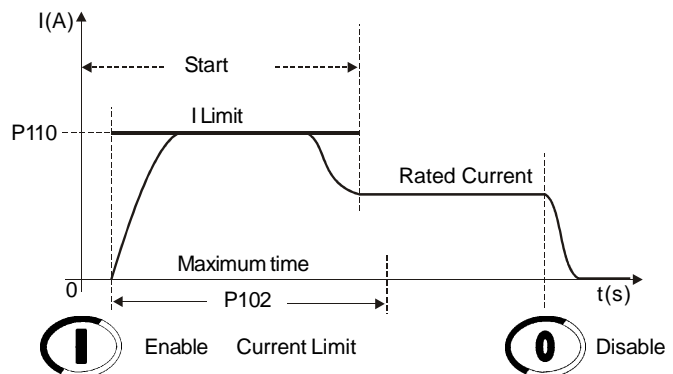 I(A)
Start
I Limit
P110
Rated Current
Maximum time
0
P102
t(s)
I Enable Current Limit
0 Disable